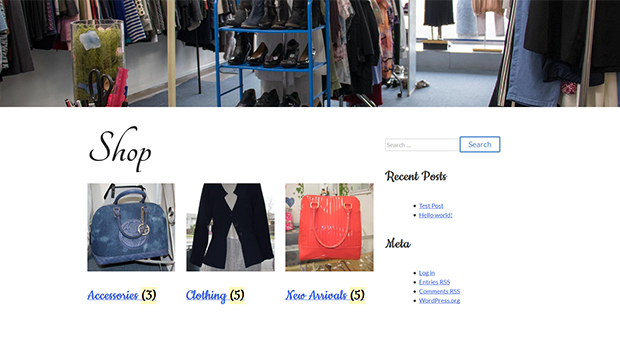 Shop
Accessories (3)
Clothing (5)
New Arrivals (5)
Search ...
Search
Recent Posts
Test Post
Hello world!
Meta
Log in
Entries RSS
Comments RSS
WordPress.org